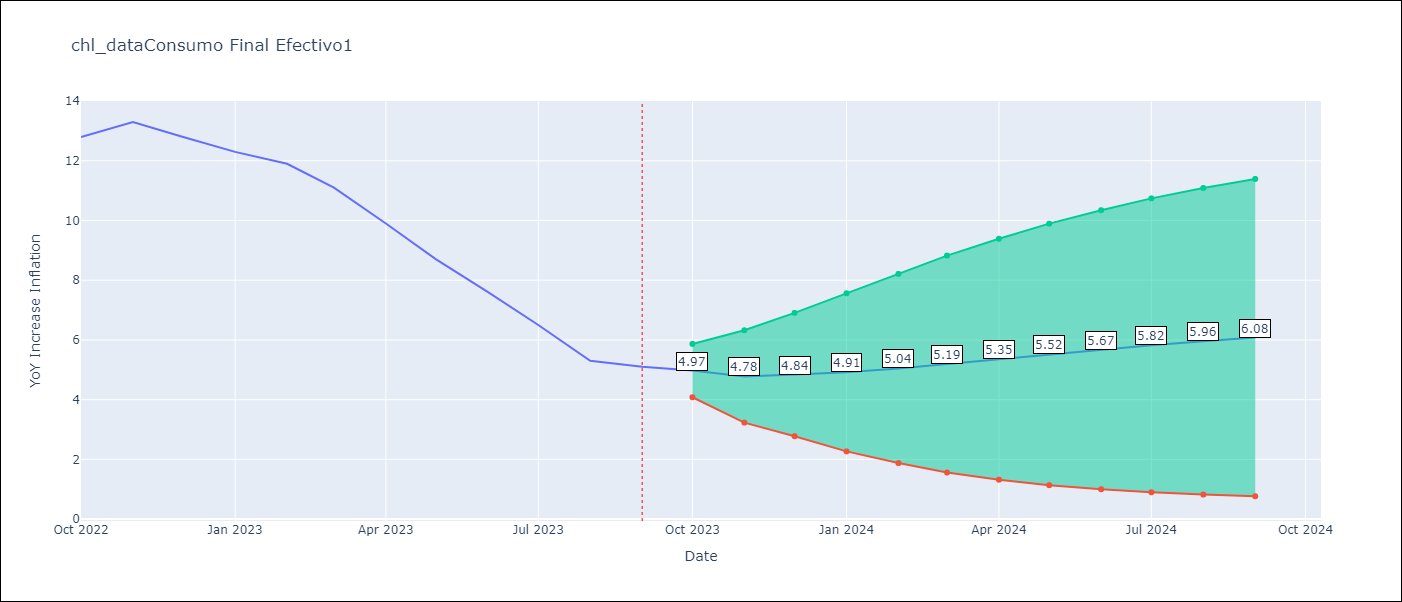 chl_dataConsumo Final Efectivo1
YoY Increase Inflation
14
12
10
8
6
4
2
0
4.97
4.78
4.84
4.91
5.04
5.19
5.35
5.52
5.67
5.82
5.96
6.08
Oct 2022
Jan 2023
Apr 2023
Jul 2023
Oct 2023
Jan 2024
Apr 2024
Jul 2024
Oct 2024
Date